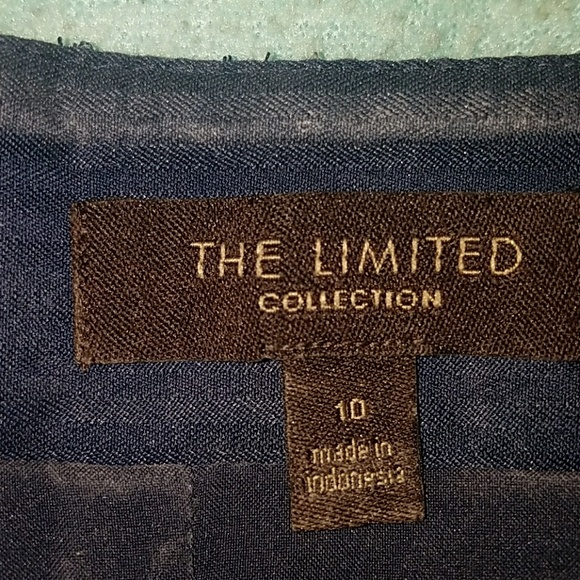 THE LIMITED
COLLECTION
10
made in
indonesia